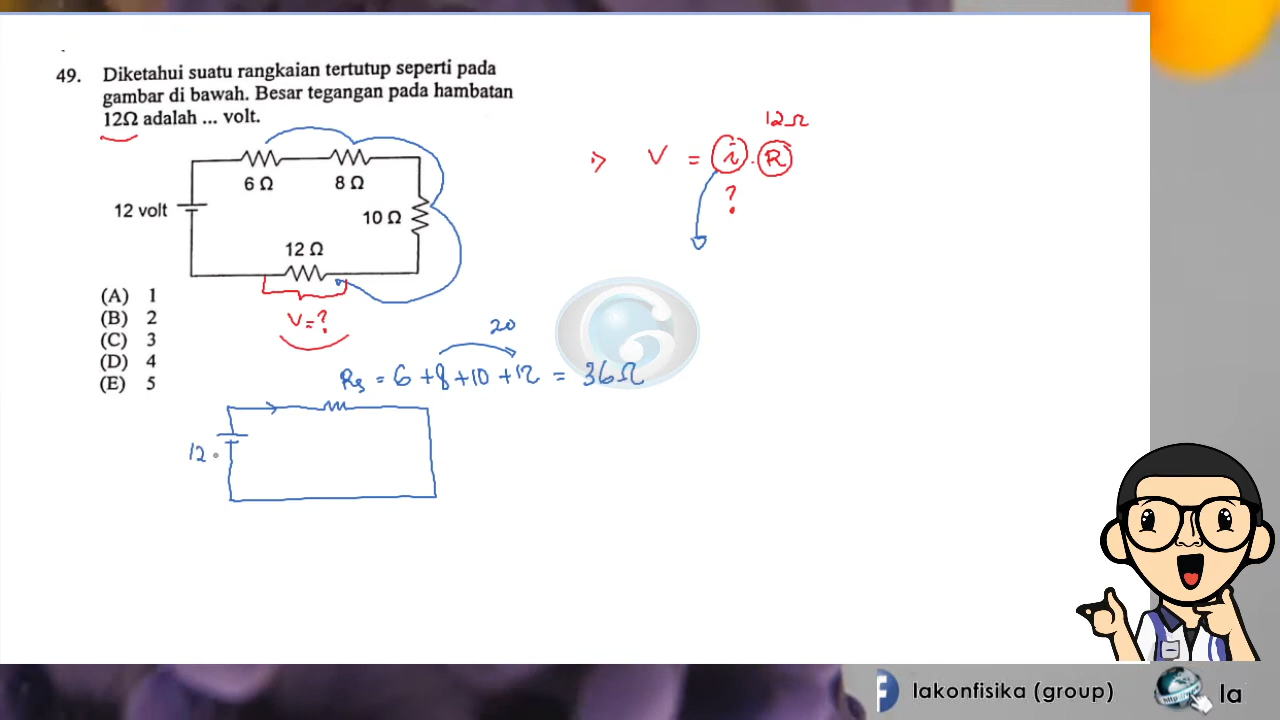 49. Diketahui suatu rangkaian tertutup seperti pada
gambar di bawah. Besar tegangan pada hambatan
12Ω adalah ... volt.
6 Ω
8 Ω
12 volt
10 Ω
12 Ω
V = ?
(A) 1
(B) 2
(C) 3
(D) 4
(E) 5
12Ω
V = i . R
?
20
Rs = 6 + 8 + 10 + 12 = 36Ω
12
lakonfisika (group)
la